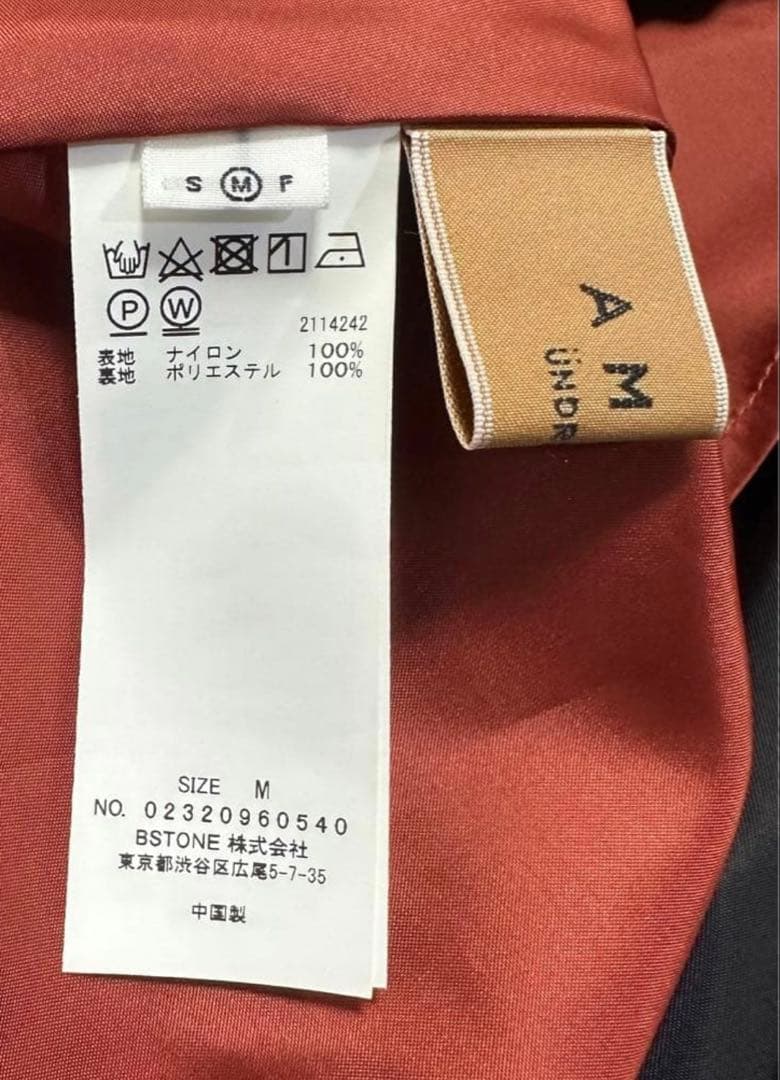 S M F
P W
2114242
表地 ナイロン 100%
裏地 ポリエステル 100%
SIZE M
NO. 02320960540
BSTONE 株式会社
東京都渋谷区広尾5-7-35
中国製
AM
ÜNDR